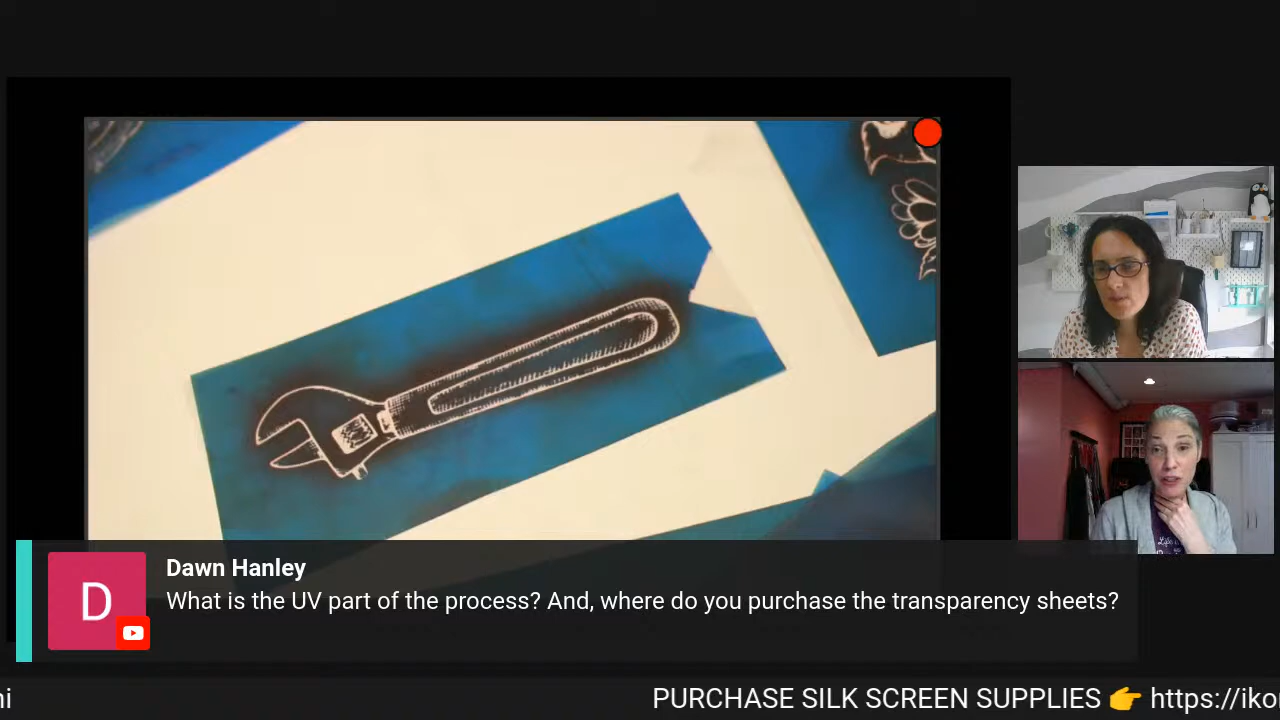 D
Dawn Hanley
What is the UV part of the process? And, where do you purchase the transparency sheets?
ni PURCHASE SILK SCREEN SUPPLIES 👉 https://iko